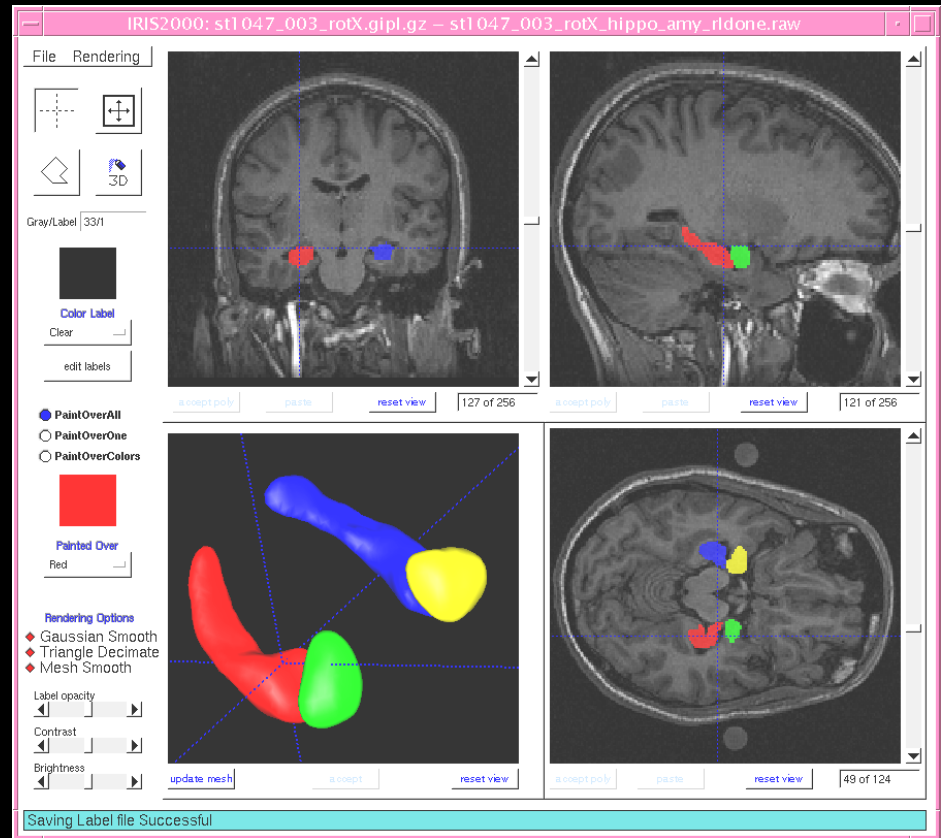 IRIS2000: st1047_003_rotX.gipl.gz – st1047_003_rotX_hippo_amy_rldone.raw
File Rendering
3D
Gray/Label 33/1
Color Label
Clear
edit labels
PaintOverAll
PaintOverOne
PaintOverColors
Painted Over
Red
Rendering Options
Gaussian Smooth
Triangle Decimate
Mesh Smooth
Label opacity
Contrast
Brightness
accept poly paste reset view 127 of 256
accept poly paste reset view 121 of 256
update mesh accept reset view
accept poly paste reset view 49 of 124
Saving Label file Successful